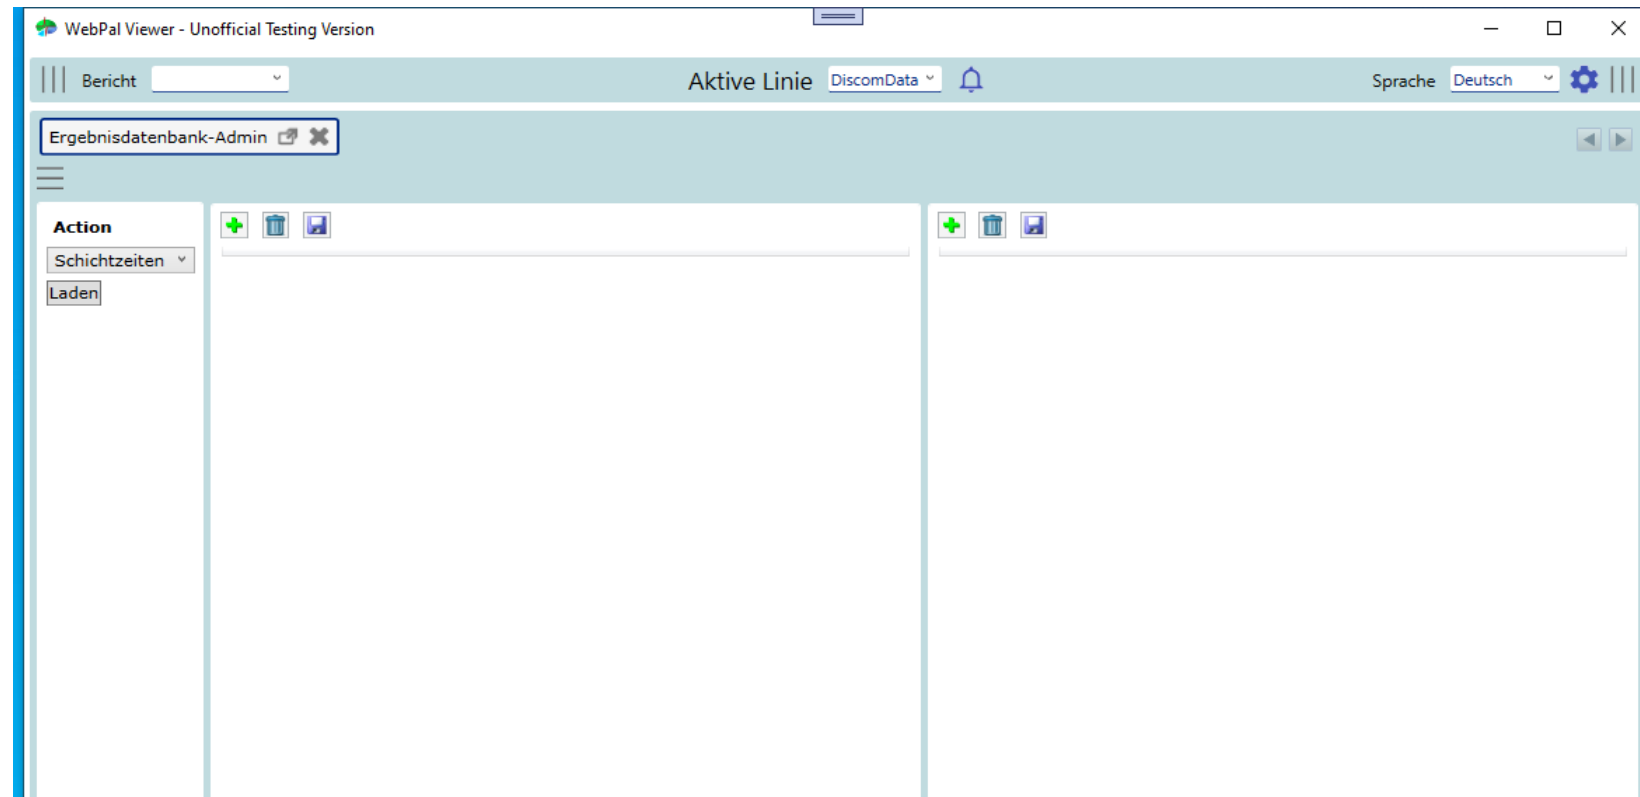 WebPal Viewer - Unofficial Testing Version
Bericht
Aktive Linie DiscomData
Sprache Deutsch
Ergebnisdatenbank-Admin
Action
Schichtzeiten
Laden